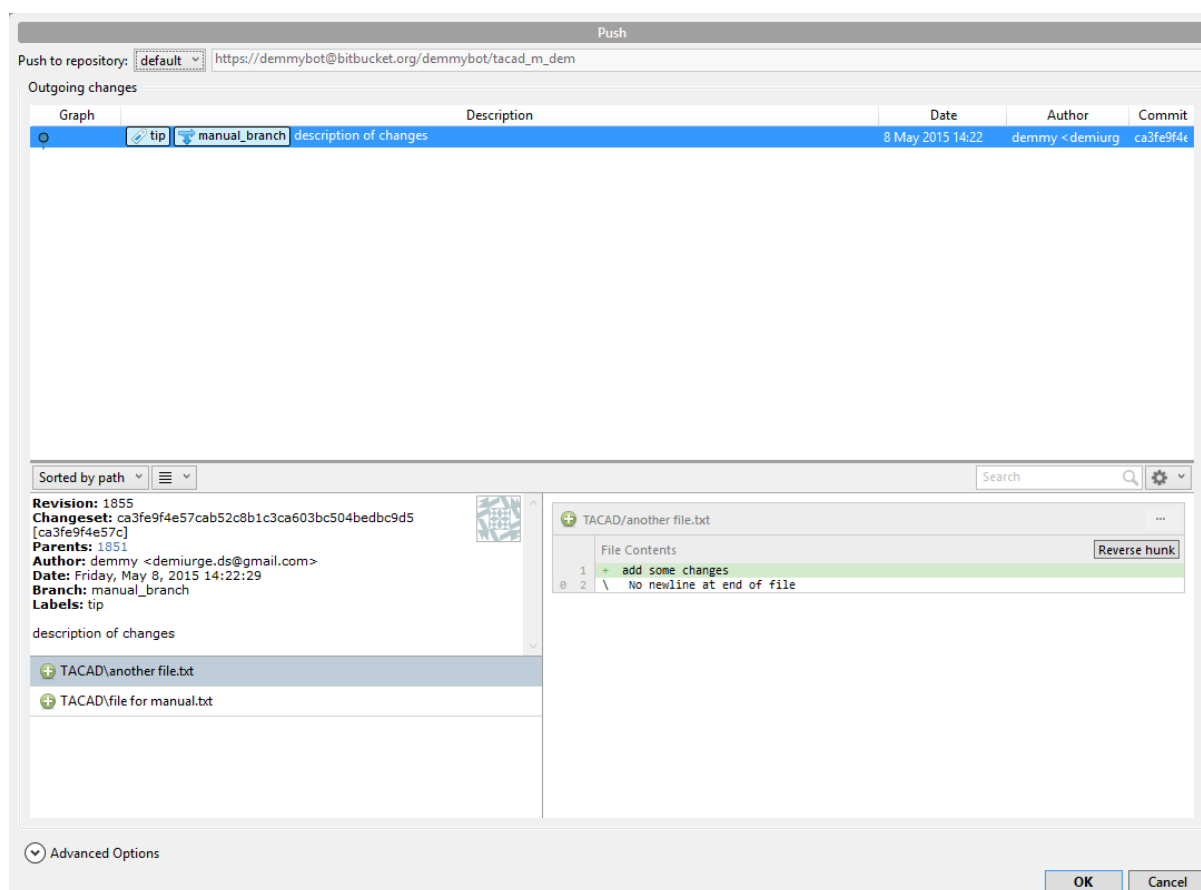 Push
Push to repository: default https://demmybot@bitbucket.org/demmybot/tacad_m_dem
Outgoing changes
Graph Description Date Author Commit
tip manual_branch description of changes 8 May 2015 14:22 demmy <demiurg ca3fe9f4e
Sorted by path Search
Revision: 1855
Changeset: ca3fe9f4e57cab52c8b1c3ca603bc504bedbc9d5
[ca3fe9f4e57c]
Parents: 1851
Author: demmy <demiurge.ds@gmail.com>
Date: Friday, May 8, 2015 14:22:29
Branch: manual_branch
Labels: tip
description of changes
TACAD\another file.txt
TACAD\file for manual.txt
TACAD/another file.txt ...
File Contents Reverse hunk
1 + add some changes
0 2 \ No newline at end of file
Advanced Options
OK Cancel